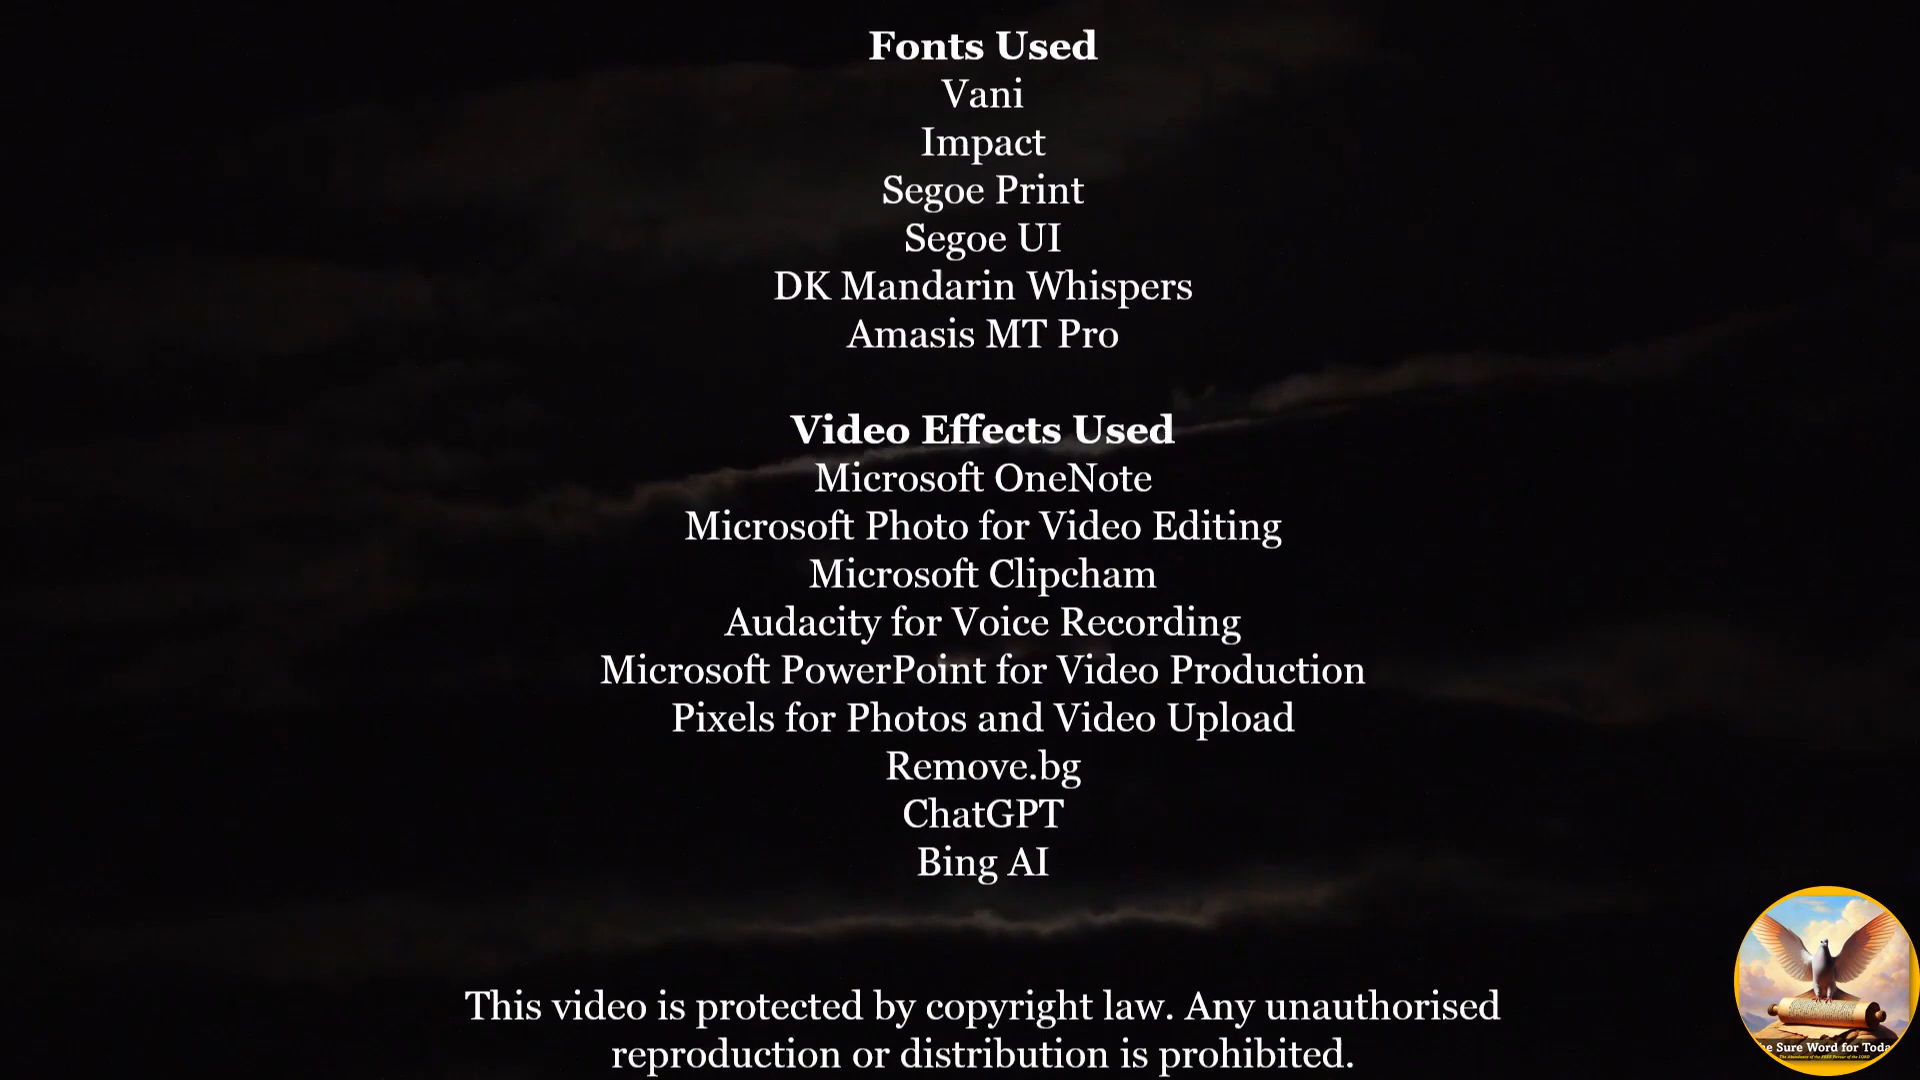 Fonts Used
Vani
Impact
Segoe Print
Segoe UI
DK Mandarin Whispers
Amasis MT Pro
Video Effects Used
Microsoft OneNote
Microsoft Photo for Video Editing
Microsoft Clipcham
Audacity for Voice Recording
Microsoft PowerPoint for Video Production
Pixels for Photos and Video Upload
Remove.bg
ChatGPT
Bing AI
This video is protected by copyright law. Any unauthorised
reproduction or distribution is prohibited.
Sure Word for